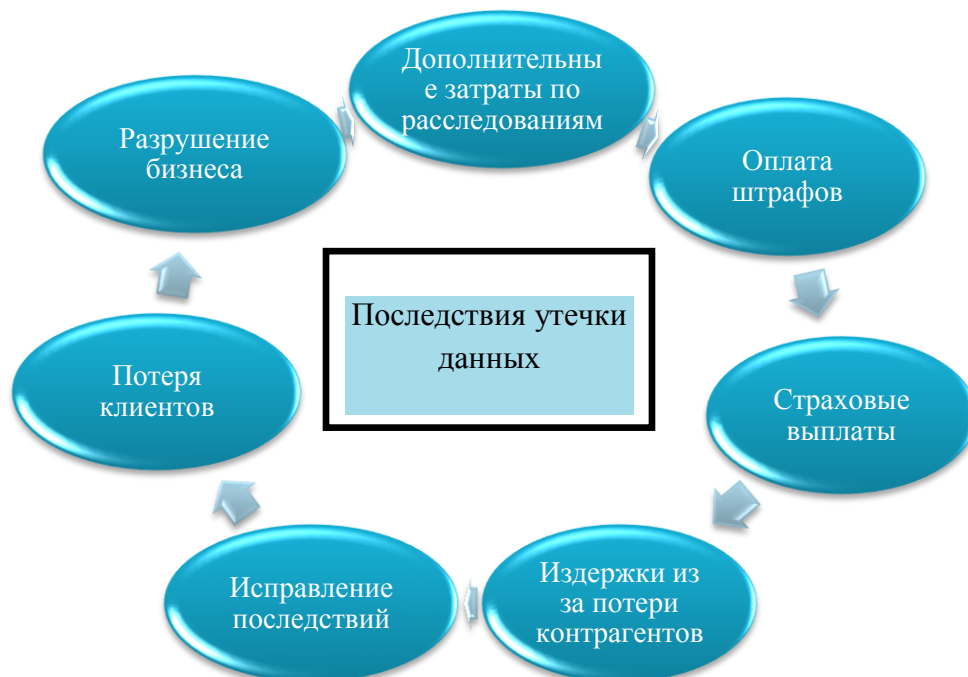 Дополнительны
е затраты по
расследованиям
Оплата
штрафов
Страховые
выплаты
Издержки из
за потери
контрагентов
Исправление
последствий
Потеря
клиентов
Разрушение
бизнеса
Последствия утечки
данных